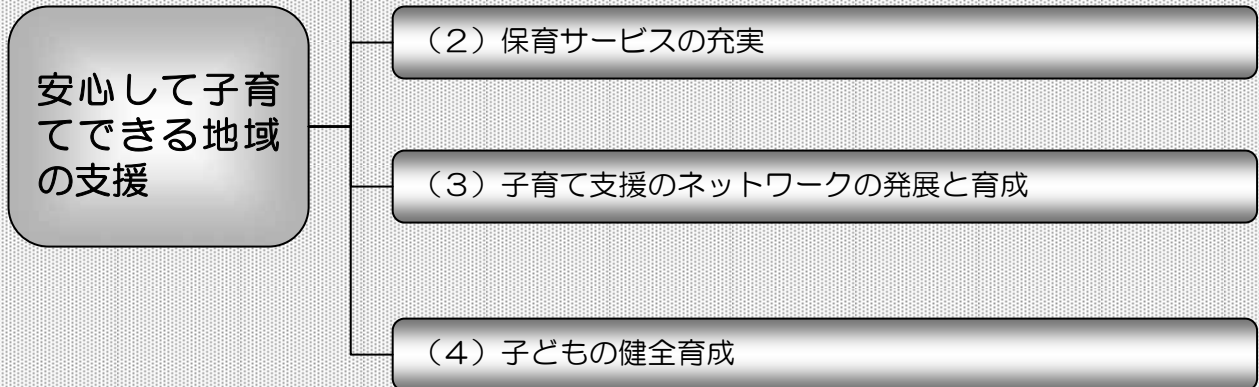 安心して子育
てできる地域
の支援
（2）保育サービスの充実
（3）子育て支援のネットワークの発展と育成
（4）子どもの健全育成